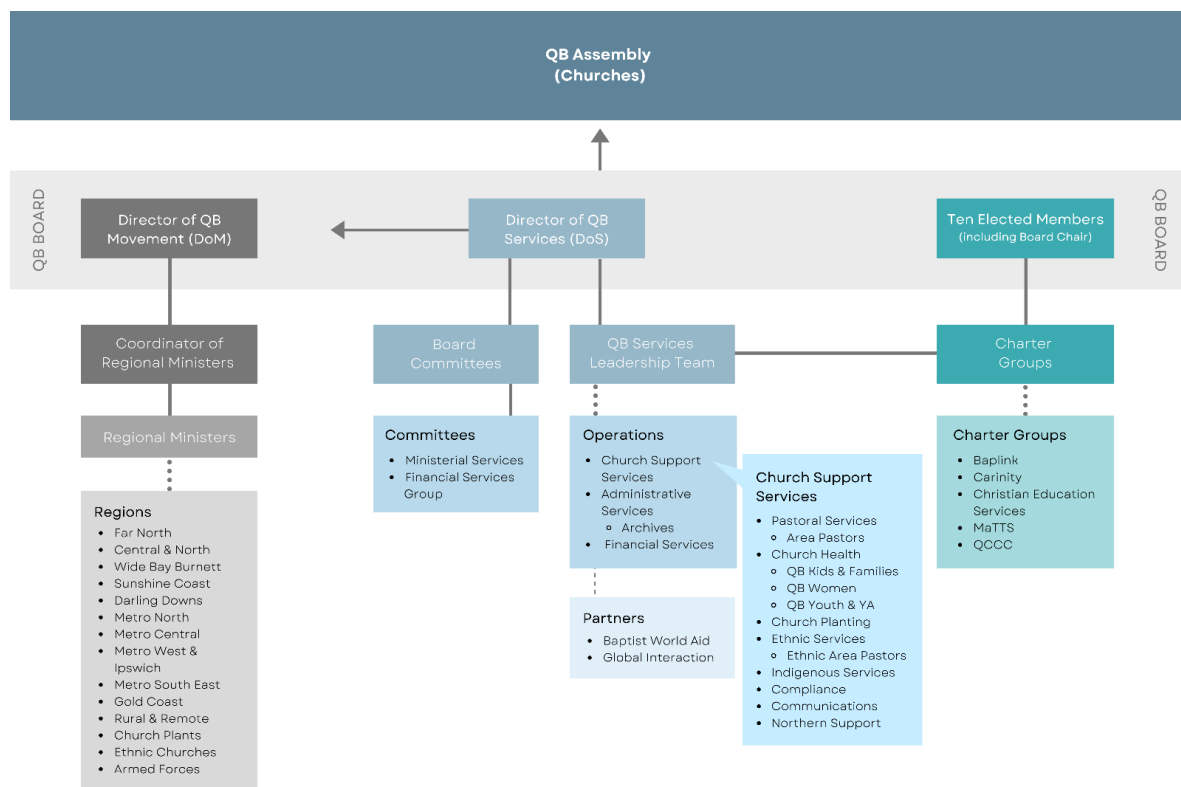 QB Assembly
(Churches)
QB BOARD
Director of QB
Movement (DoM)
Director of QB
Services (DoS)
Ten Elected Members
(including Board Chair)
QB BOARD
Coordinator of
Regional Ministers
Board
Committees
QB Services
Leadership Team
Charter
Groups
Regional Ministers
Regions
• Far North
• Central & North
• Wide Bay Burnett
• Sunshine Coast
• Darling Downs
• Metro North
• Metro Central
• Metro West &
Ipswich
• Metro South East
• Gold Coast
• Rural & Remote
• Church Plants
• Ethnic Churches
• Armed Forces
Committees
• Ministerial Services
• Financial Services
Group
Operations
• Church Support
Services
• Administrative
Services
◦ Archives
• Financial Services
Partners
• Baptist World Aid
• Global Interaction
Church Support
Services
• Pastoral Services
◦ Area Pastors
• Church Health
◦ QB Kids & Families
◦ QB Women
◦ QB Youth & YA
• Church Planting
• Ethnic Services
◦ Ethnic Area Pastors
• Indigenous Services
• Compliance
• Communications
• Northern Support
Charter Groups
• Baplink
• Carinity
• Christian Education
Services
• MaTTS
• QCCC